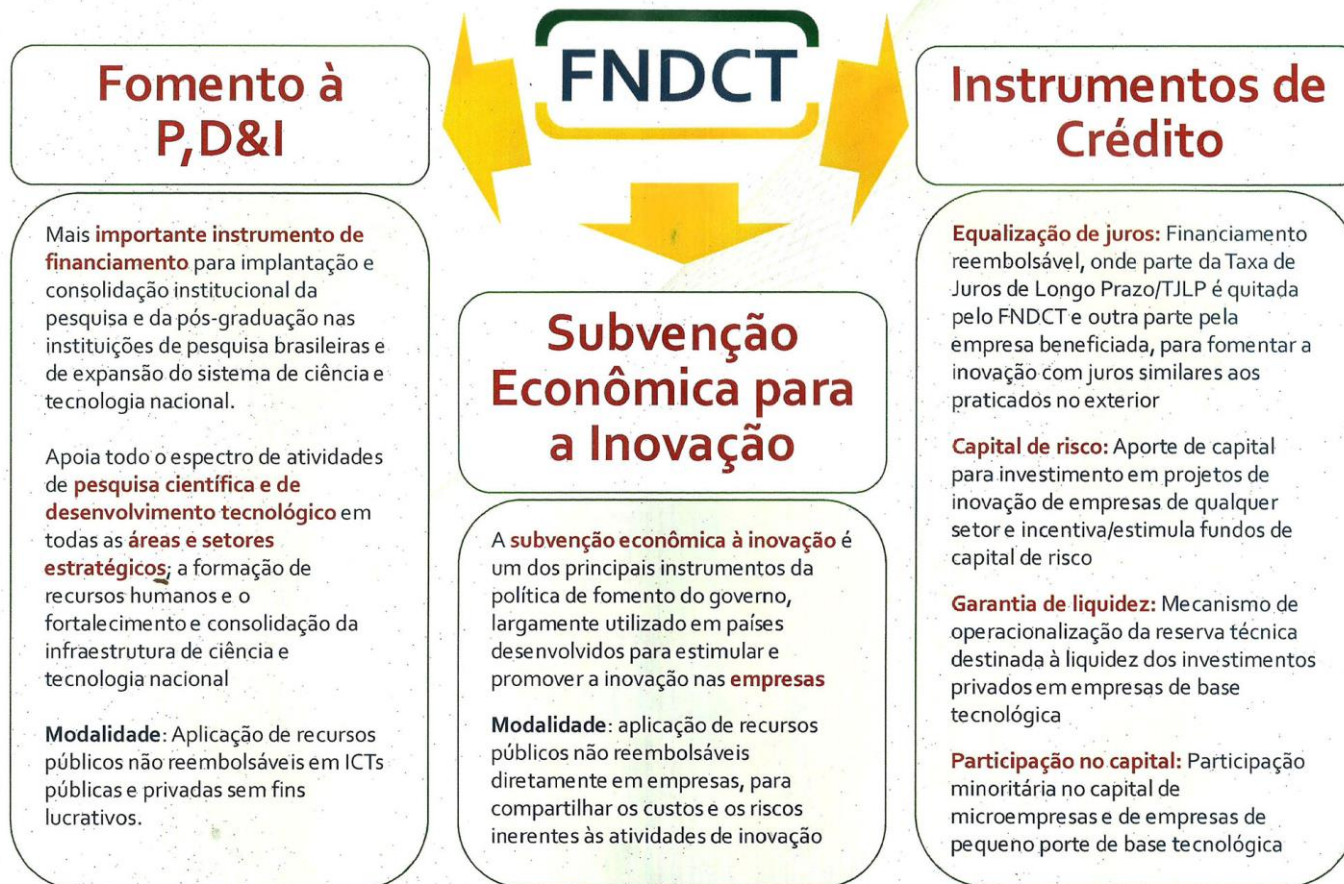 FNDCT
Fomento à
P,D&I
Mais importante instrumento de
financiamento para implantação e
consolidação institucional da
pesquisa e da pós-graduação nas
instituições de pesquisa brasileiras e
de expansão do sistema de ciência e
tecnologia nacional.
Apoia todo o espectro de atividades
de pesquisa científica e de
desenvolvimento tecnológico em
todas as áreas e setores
estratégicos; a formação de
recursos humanos e o
fortalecimento e consolidação da
infraestrutura de ciência e
tecnologia nacional
Modalidade: Aplicação de recursos
públicos não reembolsáveis em ICTs
públicas e privadas sem fins
lucrativos.
Subvenção
Econômica para
a Inovação
A subvenção econômica à inovação é
um dos principais instrumentos da
política de fomento do governo,
largamente utilizado em países
desenvolvidos para estimular e
promover a inovação nas empresas
Modalidade: aplicação de recursos
públicos não reembolsáveis
diretamente em empresas, para
compartilhar os custos e os riscos
inerentes às atividades de inovação
Instrumentos de
Crédito
Equalização de juros: Financiamento
reembolsável, onde parte da Taxa de
Juros de Longo Prazo/TJLP é quitada
pelo FNDCT e outra parte pela
empresa beneficiada, para fomentar a
inovação com juros similares aos
praticados no exterior
Capital de risco: Aporte de capital
para investimento em projetos de
inovação de empresas de qualquer
setor e incentiva/estimula fundos de
capital de risco
Garantia de liquidez: Mecanismo de
operacionalização da reserva técnica
destinada à liquidez dos investimentos
privados em empresas de base
tecnológica
Participação no capital: Participação
minoritária no capital de
microempresas e de empresas de
pequeno porte de base tecnológica